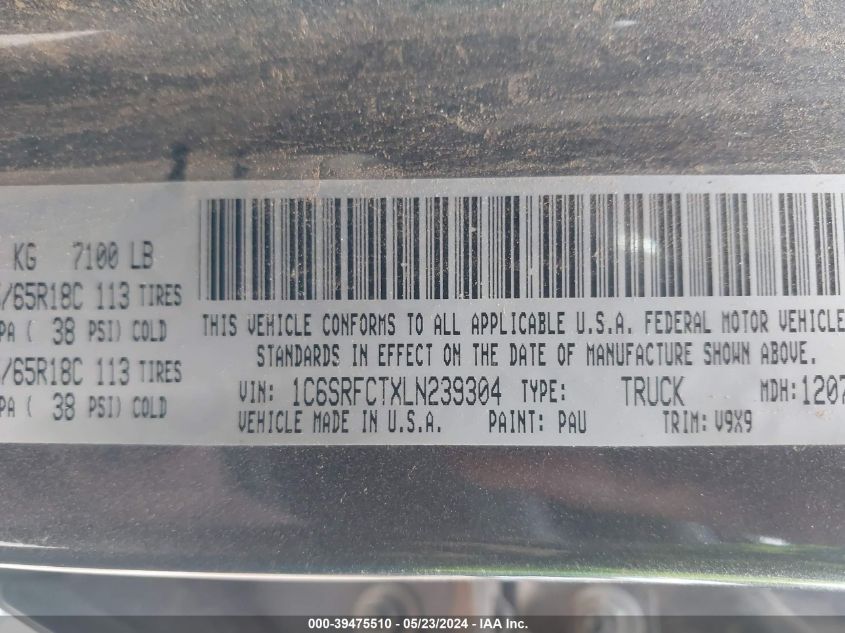 KG 7100 LB
/65R18C 113 TIRES
PA ( 38 PSI) COLD
/65R18C 113 TIRES
PA ( 38 PSI) COLD
THIS VEHICLE CONFORMS TO ALL APPLICABLE U.S.A. FEDERAL MOTOR VEHICLE
STANDARDS IN EFFECT ON THE DATE OF MANUFACTURE SHOWN ABOVE.
VIN: 1C6SRFCTXLN239304 TYPE: TRUCK MDH: 1207
VEHICLE MADE IN U.S.A. PAINT: PAU TRIM: V9X9
000-39475510 - 05/23/2024 - IAA Inc.